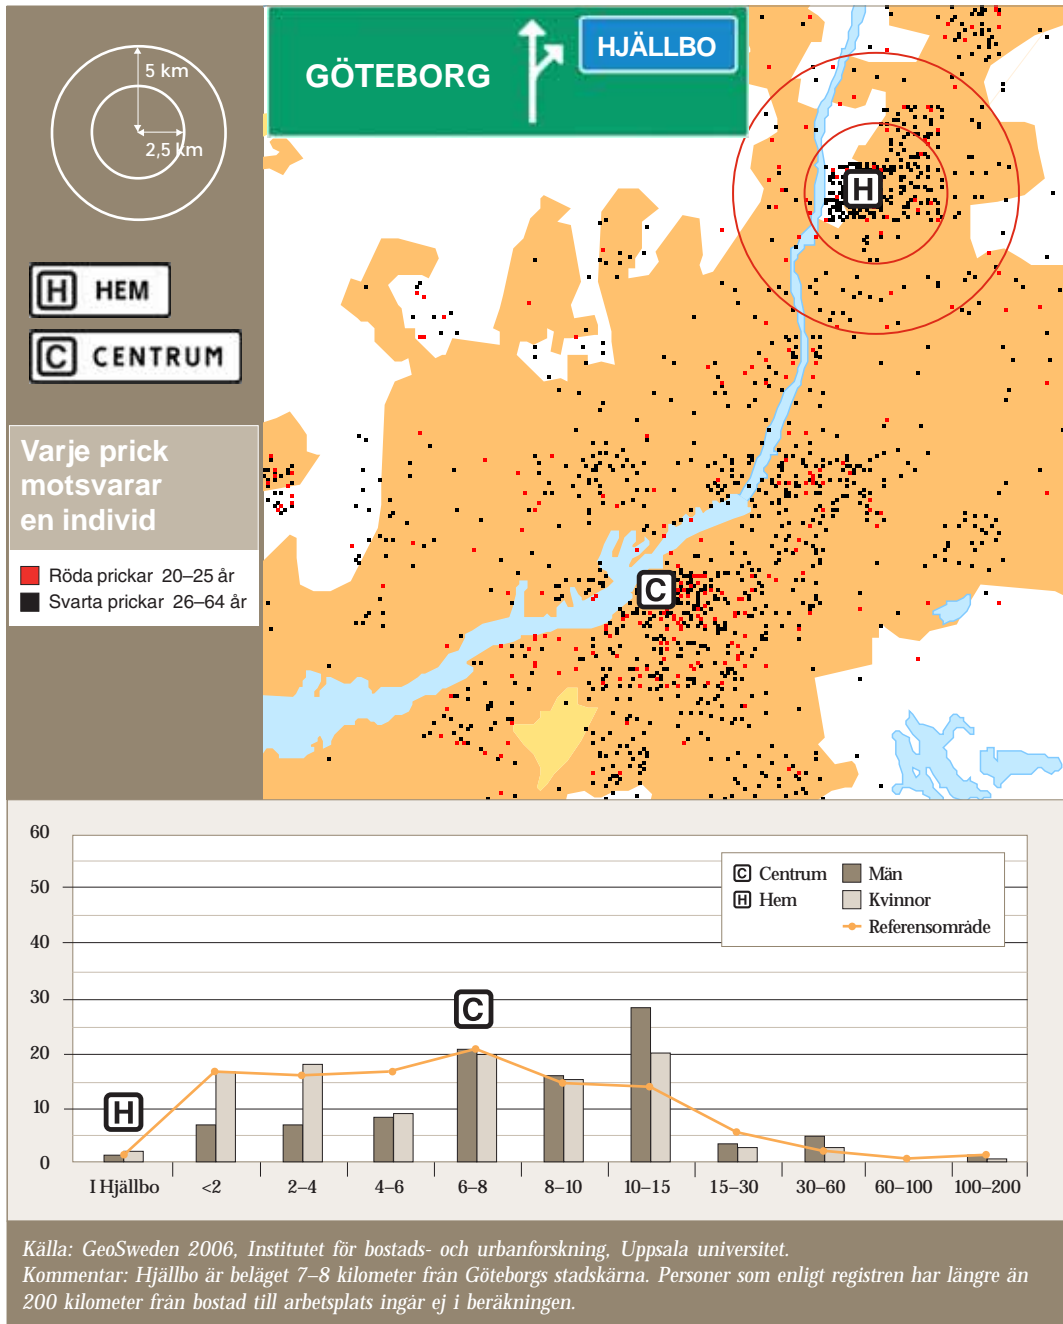 GÖTEBORG
HJÄLLBO
5 km
2,5 km
H
H HEM
C CENTRUM
Varje prick
motsvarar
en individ
Röda prickar 20–25 år
Svarta prickar 26–64 år
C
60
50
40
30
20
10
0
C Centrum
H Hem
Män
Kvinnor
Referensområde
C
H
I Hjällbo
<2
2–4
4–6
6–8
8–10
10–15
15–30
30–60
60–100
100–200
Källa: GeoSweden 2006, Institutet för bostads- och urbanforskning, Uppsala universitet.
Kommentar: Hjällbo är beläget 7–8 kilometer från Göteborgs stadskärna. Personer som enligt registren har längre än
200 kilometer från bostad till arbetsplats ingår ej i beräkningen.